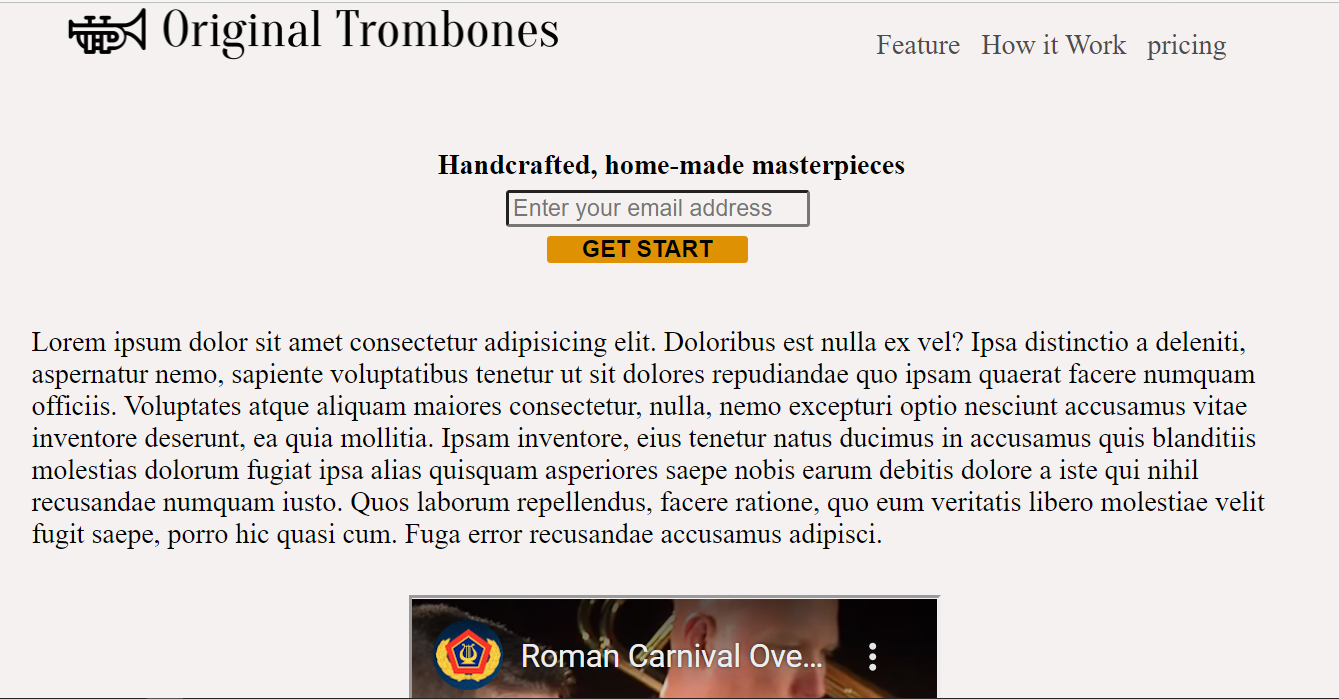 Original Trombones
Feature How it Work pricing
Handcrafted, home-made masterpieces
Enter your email address
GET START
Lorem ipsum dolor sit amet consectetur adipisicing elit. Doloribus est nulla ex vel? Ipsa distinctio a deleniti,
aspernatur nemo, sapiente voluptatibus tenetur ut sit dolores repudiandae quo ipsam quaerat facere numquam
officiis. Voluptates atque aliquam maiores consectetur, nulla, nemo excepturi optio nesciunt accusamus vitae
inventore deserunt, ea quia mollitia. Ipsam inventore, eius tenetur natus ducimus in accusamus quis blanditiis
molestias dolorum fugiat ipsa alias quisquam asperiores saepe nobis earum debitis dolore a iste qui nihil
recusandae numquam iusto. Quos laborum repellendus, facere ratione, quo eum veritatis libero molestiae velit
fugit saepe, porro hic quasi cum. Fuga error recusandae accusamus adipisci.
Roman Carnival Ove...